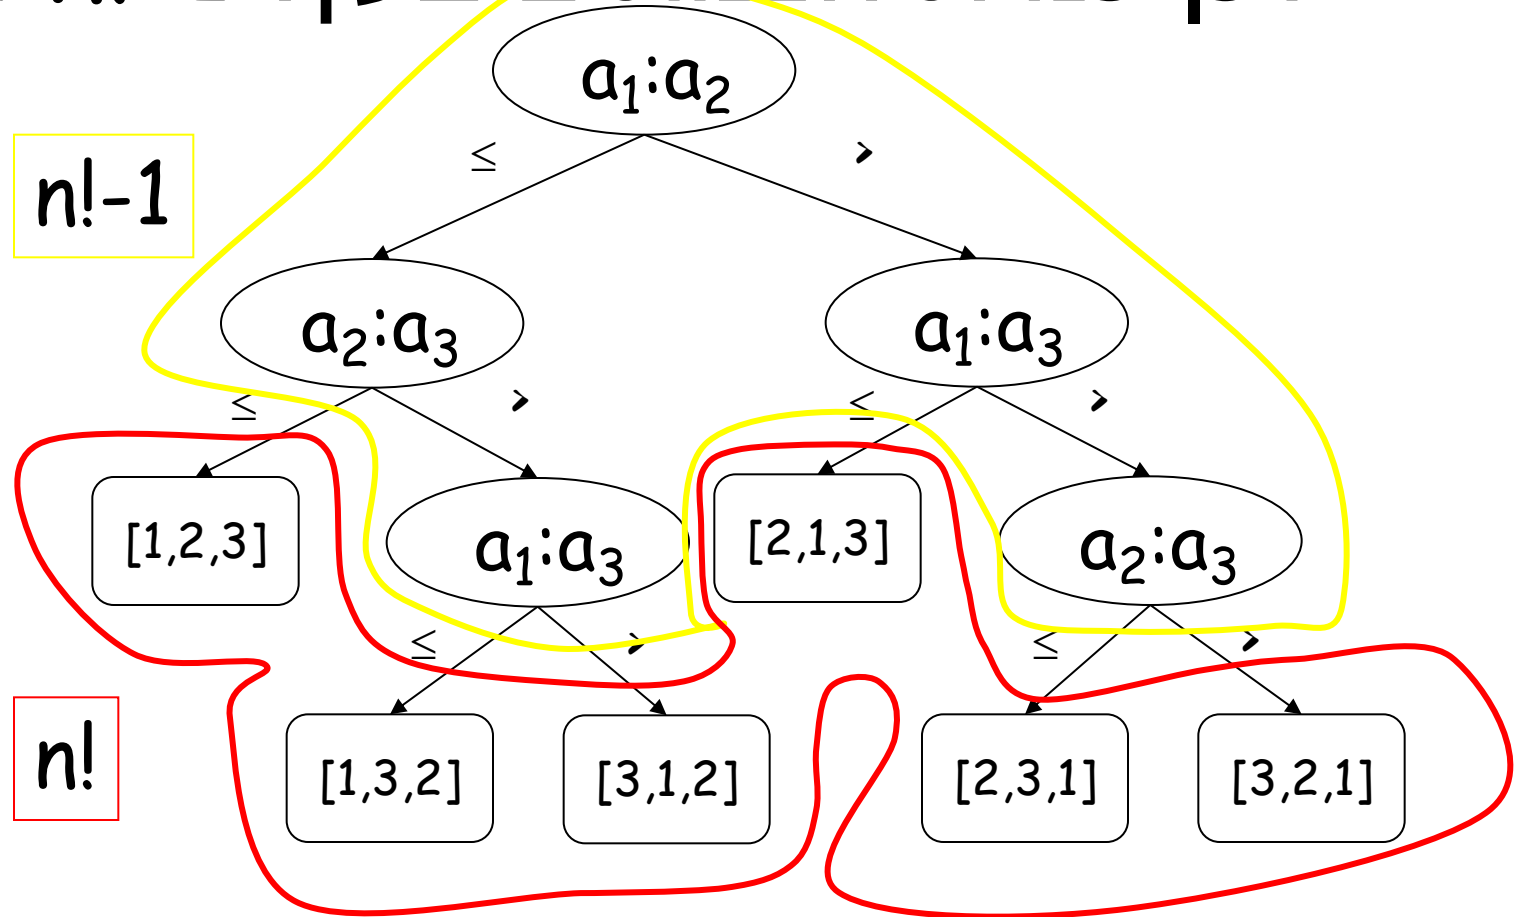 a₁:a₂
≤ >
n!-1
a₂:a₃ a₁:a₃
≤ > ≤ >
[1,2,3] a₁:a₃ [2,1,3] a₂:a₃
≤ > ≤ >
n!
[1,3,2] [3,1,2] [2,3,1] [3,2,1]